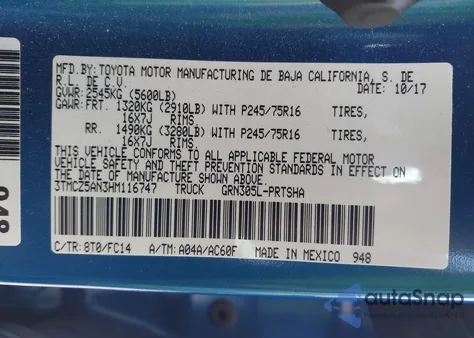 MFD.BY: TOYOTA MOTOR MANUFACTURING DE BAJA CALIFORNIA, S. DE
R.L. DE C.V. DATE: 10/17
GVWR: 2545KG (5600LB)
GAWR: FRT. 1320KG (2910LB) WITH P245/75R16 TIRES,
16X7J RIMS
RR. 1490KG (3280LB) WITH P245/75R16 TIRES,
16X7J RIMS
THIS VEHICLE CONFORMS TO ALL APPLICABLE FEDERAL MOTOR
VEHICLE SAFETY AND THEFT PREVENTION STANDARDS IN EFFECT ON
THE DATE OF MANUFACTURE SHOWN ABOVE.
3TMCZ5AN3HM116747 TRUCK GRN305L-PRTSHA
C/TR: 8T0/FC14 A/TM: A04A/AC60F MADE IN MEXICO 948
048
autoSnap